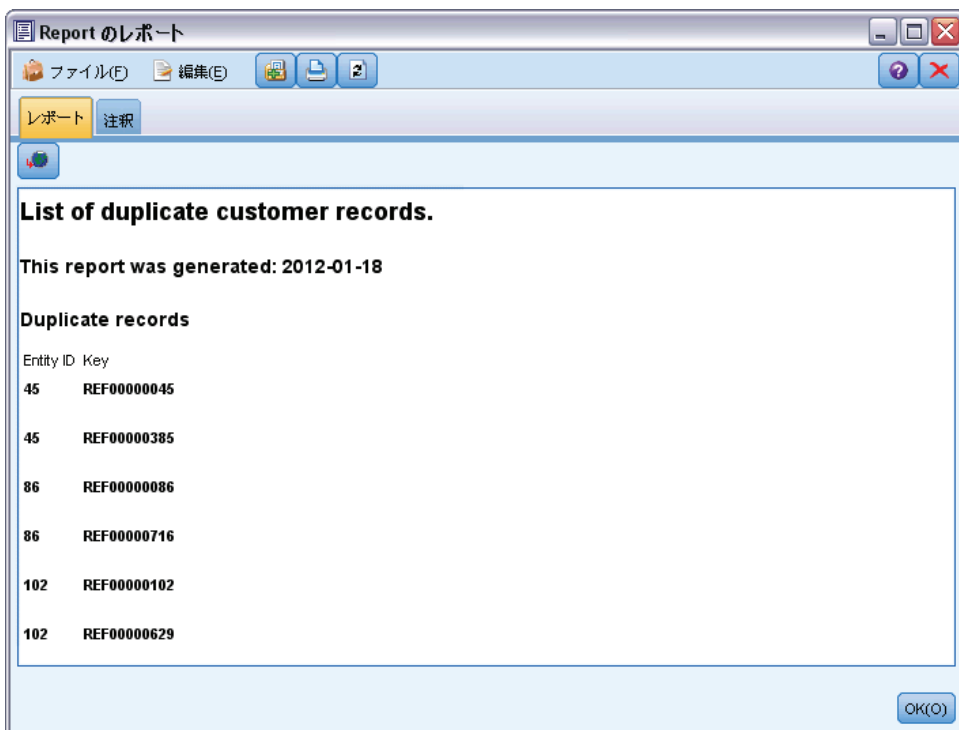 Report のレポート
ファイル(F) 編集(E)
レポート 注釈
List of duplicate customer records.
This report was generated: 2012-01-18
Duplicate records
Entity ID Key
45 REF00000045
45 REF00000385
86 REF00000086
86 REF00000716
102 REF00000102
102 REF00000629
OK(O)